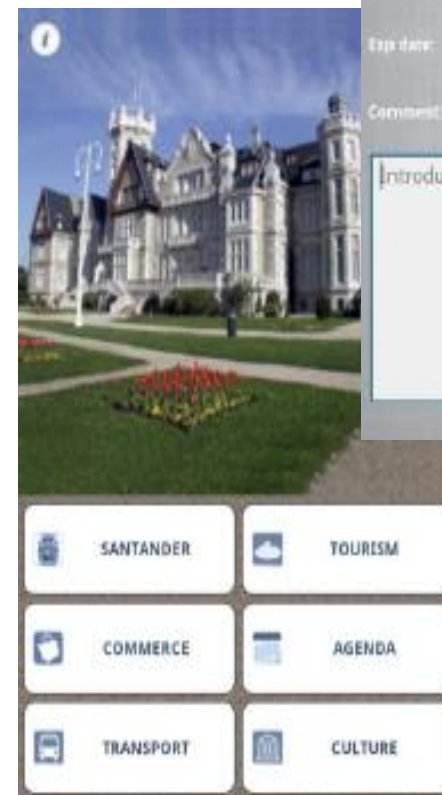 i
Exp date:
Comment
Introdu
SANTANDER
TOURISM
COMMERCE
AGENDA
TRANSPORT
CULTURE